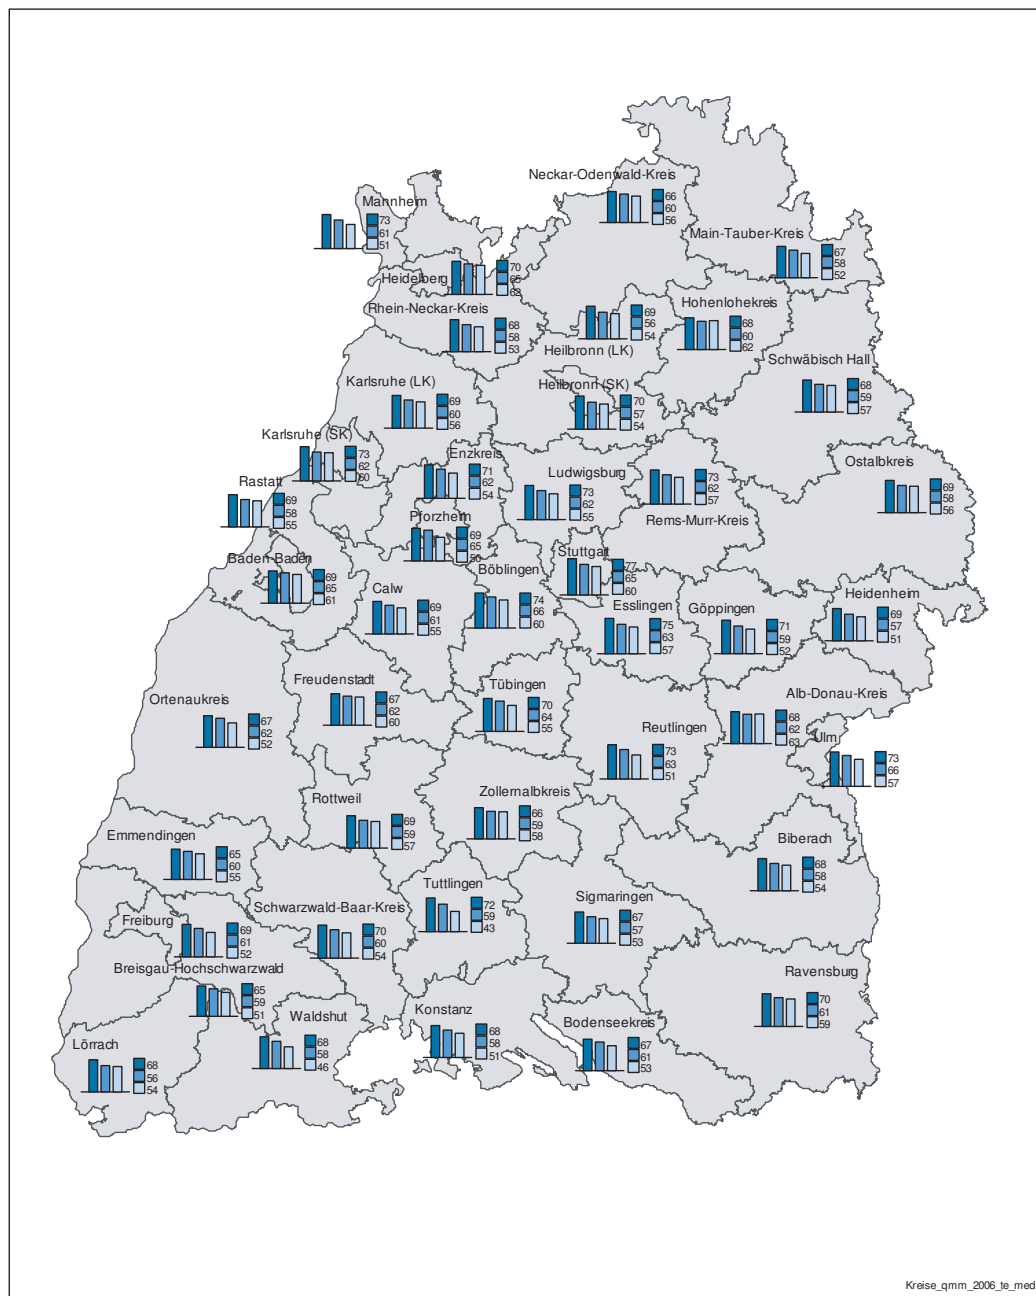 Neckar-Odenwald-Kreis
66
60
56
Mannheim
73
61
51
Main-Tauber-Kreis
67
58
52
Heidelberg
70
65
62
Rhein-Neckar-Kreis
68
58
53
69
56
54
Heilbronn (LK)
Hohenlohekreis
68
60
62
Schwäbisch Hall
68
59
57
Karlsruhe (LK)
69
60
56
Heilbronn (SK)
70
57
54
Karlsruhe (SK)
73
62
60
Enzkreis
71
62
54
Ludwigsburg
73
62
55
73
62
57
Rems-Murr-Kreis
Ostalbkreis
69
58
56
Rastatt
69
58
55
Pforzheim
69
65
50
Baden-Baden
69
65
61
Stuttgart
77
65
60
Böblingen
74
66
60
Calw
69
61
55
Esslingen
75
63
57
Göppingen
71
59
52
Heidenheim
69
57
51
Ortenaukreis
67
62
52
Freudenstadt
67
62
60
Tübingen
70
64
55
Reutlingen
73
63
51
Alb-Donau-Kreis
68
62
63
Ulm
73
66
57
Rottweil
69
59
57
Zollernalbkreis
66
59
58
Emmendingen
65
60
55
Biberach
68
58
54
Tuttlingen
72
59
43
Sigmaringen
67
57
53
Freiburg
69
61
52
Schwarzwald-Baar-Kreis
70
60
54
Breisgau-Hochschwarzwald
65
59
51
Ravensburg
70
61
59
Waldshut
68
58
46
Konstanz
68
58
51
Bodenseekreis
67
61
53
Lörrach
68
56
54
Kreise_qmm_2006_te_med